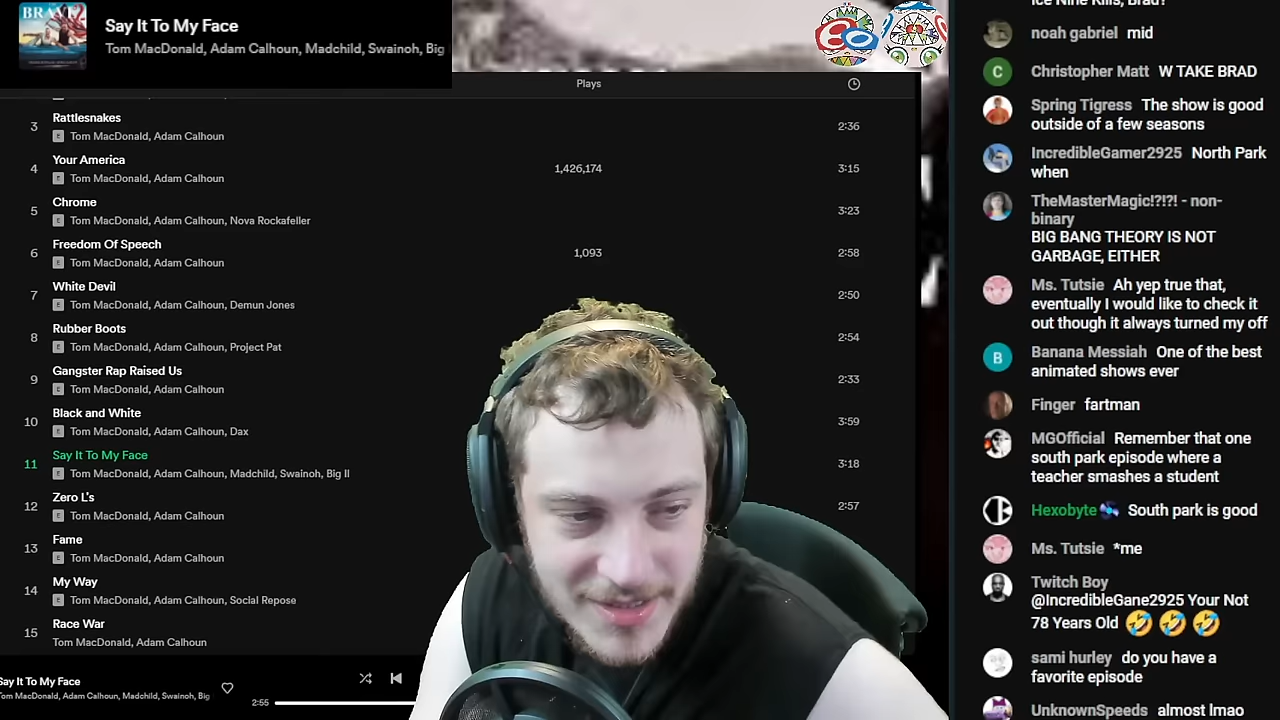 BRAVE2
Say It To My Face
Tom MacDonald, Adam Calhoun, Madchild, Swainoh, Big
Plays
3
Rattlesnakes
2:36
E Tom MacDonald, Adam Calhoun
4
Your America
1,426,174
3:15
E Tom MacDonald, Adam Calhoun
5
Chrome
3:23
E Tom MacDonald, Adam Calhoun, Nova Rockafeller
6
Freedom Of Speech
1,093
2:58
E Tom MacDonald, Adam Calhoun
7
White Devil
2:50
E Tom MacDonald, Adam Calhoun, Demun Jones
8
Rubber Boots
2:54
E Tom MacDonald, Adam Calhoun, Project Pat
9
Gangster Rap Raised Us
2:33
E Tom MacDonald, Adam Calhoun
10
Black and White
3:59
E Tom MacDonald, Adam Calhoun, Dax
11
Say It To My Face
3:18
E Tom MacDonald, Adam Calhoun, Madchild, Swainoh, Big II
12
Zero L's
2:57
E Tom MacDonald, Adam Calhoun
13
Fame
E Tom MacDonald, Adam Calhoun
14
My Way
E Tom MacDonald, Adam Calhoun, Social Repose
15
Race War
Tom MacDonald, Adam Calhoun
Say It To My Face
Tom MacDonald, Adam Calhoun, Madchild, Swainoh, Big
2:55
Ice Nine Kills, Brad?
noah gabriel mid
C Christopher Matt W TAKE BRAD
Spring Tigress The show is good
outside of a few seasons
IncredibleGamer2925 North Park
when
TheMasterMagic!?!?! - non-
binary
BIG BANG THEORY IS NOT
GARBAGE, EITHER
Ms. Tutsie Ah yep true that,
eventually I would like to check it
out though it always turned my off
B Banana Messiah One of the best
animated shows ever
Finger fartman
MGOfficial Remember that one
south park episode where a
teacher smashes a student
Hexobyte South park is good
Ms. Tutsie *me
Twitch Boy
@IncredibleGane2925 Your Not
78 Years Old 🤣 🤣 🤣
sami hurley do you have a
favorite episode
UnknownSpeeds almost lmao